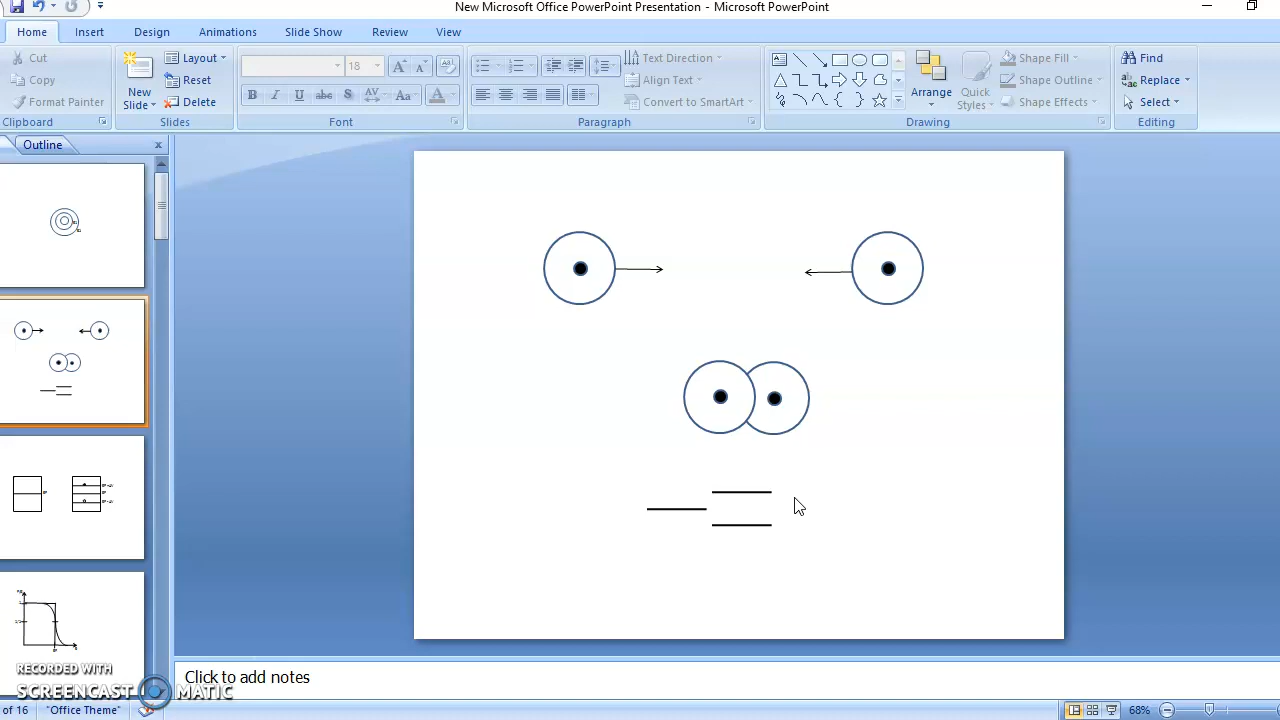 New Microsoft Office PowerPoint Presentation - Microsoft PowerPoint
Home Insert Design Animations Slide Show Review View
Cut
Copy
Format Painter
Clipboard
New
Slide
Layout
Reset
Delete
Slides
18
B I U abc S AV Aa A
Font
Text Direction
Align Text
Convert to SmartArt
Paragraph
Arrange
Quick
Styles
Shape Fill
Shape Outline
Shape Effects
Drawing
Find
Replace
Select
Editing
Outline
RECORDED WITH
SCREENCAST MATIC
Click to add notes
of 16 "Office Theme" 68%